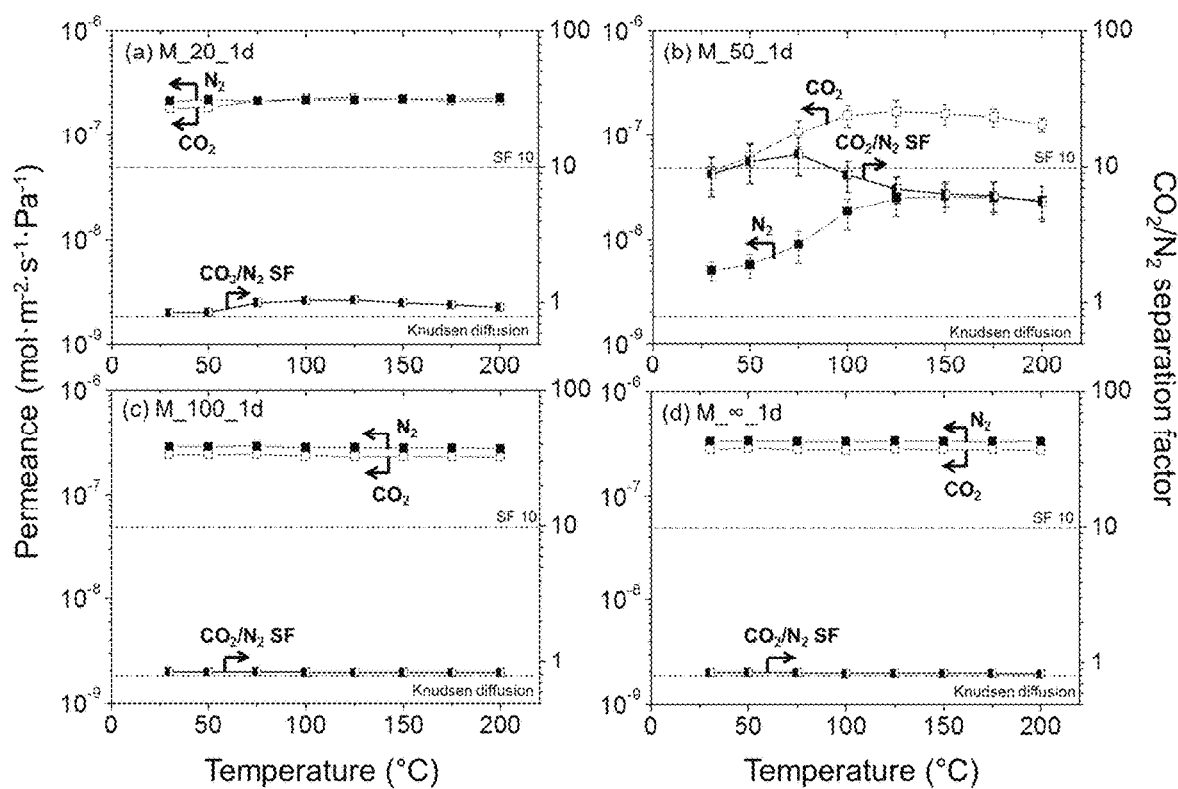 (a) M_20_1d
N₂
CO₂
CO₂/N₂ SF
SF 10
Knudsen diffusion
10⁻⁶
10⁻⁷
10⁻⁸
10⁻⁹
100
10
1
0 50 100 150 200
(b) M_50_1d
CO₂
CO₂/N₂ SF
N₂
SF 10
Knudsen diffusion
10⁻⁶
10⁻⁷
10⁻⁸
10⁻⁹
100
10
1
0 50 100 150 200
(c) M_100_1d
N₂
CO₂
SF 10
CO₂/N₂ SF
Knudsen diffusion
10⁻⁶
10⁻⁷
10⁻⁸
10⁻⁹
100
10
1
0 50 100 150 200
(d) M_∞_1d
N₂
CO₂
SF 10
CO₂/N₂ SF
Knudsen diffusion
10⁻⁶
10⁻⁷
10⁻⁸
10⁻⁹
100
10
1
0 50 100 150 200
Permeance (mol·m⁻²·s⁻¹·Pa⁻¹)
CO₂/N₂ separation factor
Temperature (°C)
Temperature (°C)